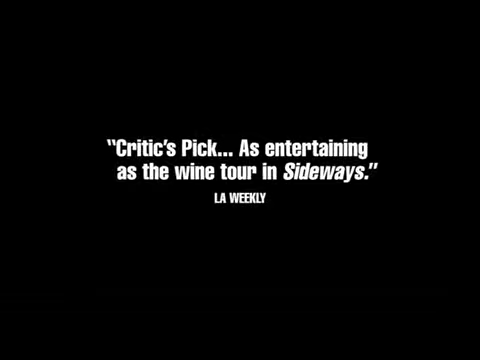 “Critic’s Pick... As entertaining
as the wine tour in Sideways.”
LA WEEKLY